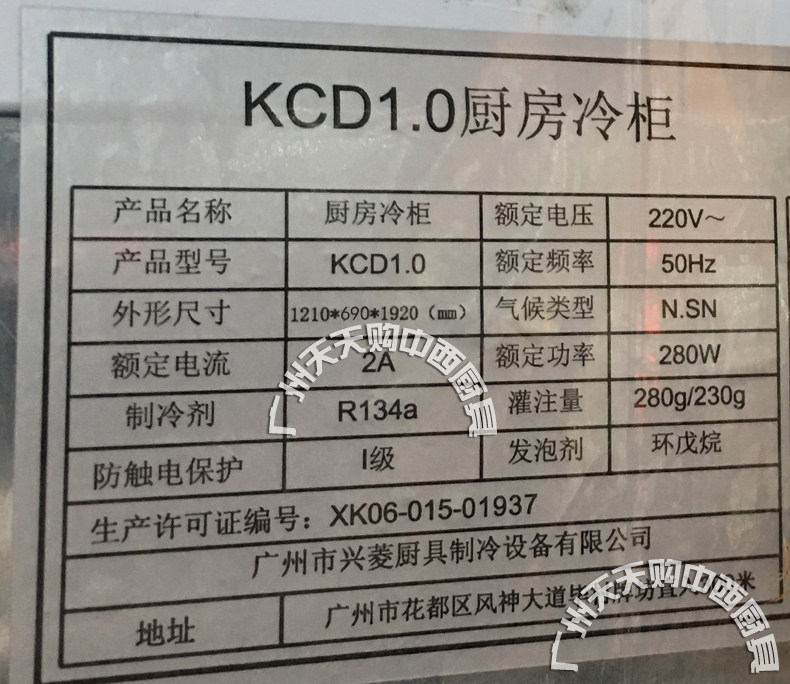 KCD1.0厨房冷柜
产品名称 厨房冷柜 额定电压 220V～
产品型号 KCD1.0 额定频率 50Hz
外形尺寸 1210*690*1920（mm） 气候类型 N.SN
额定电流 2A 额定功率 280W
制冷剂 R134a 灌注量 280g/230g
防触电保护 I级 发泡剂 环戊烷
生产许可证编号：XK06-015-01937
广州市兴菱厨具制冷设备有限公司
地址 广州市花都区风神大道毕
广州天天购中西厨具
广州天天购中西厨具